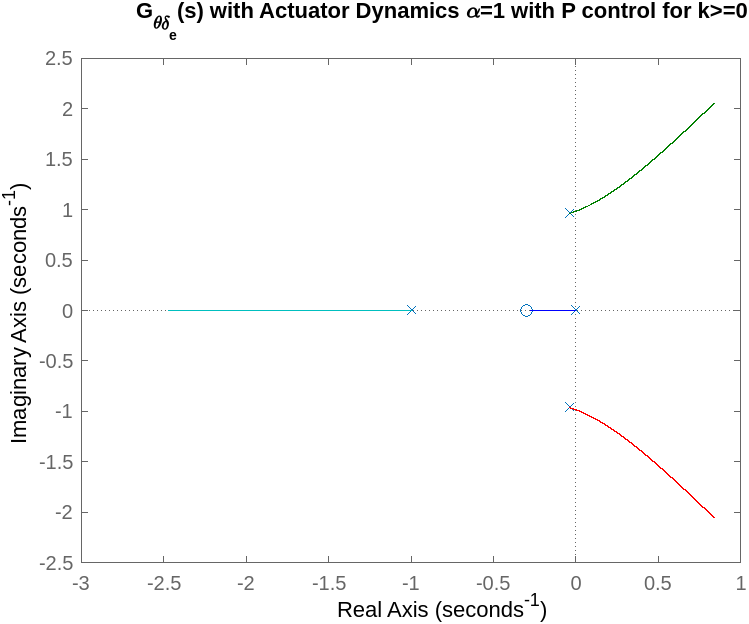 G_θδ_e(s) with Actuator Dynamics α=1 with P control for k>=0
2.5
2
1.5
1
0.5
0
-0.5
-1
-1.5
-2
-2.5
Imaginary Axis (seconds^-1)
-3 -2.5 -2 -1.5 -1 -0.5 0 0.5 1
Real Axis (seconds^-1)